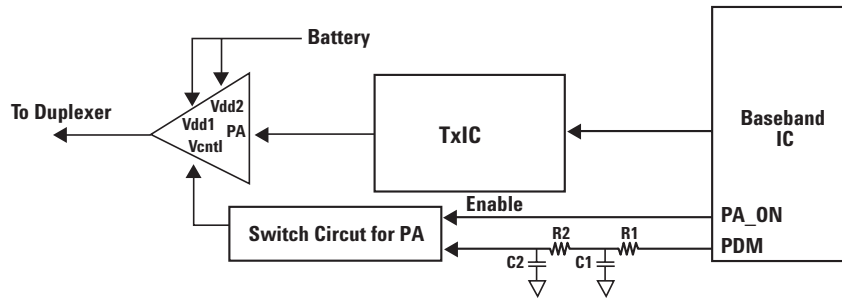 Battery
To Duplexer
Vdd2
Vdd1
PA
Vcntl
TxIC
Baseband
IC
Enable
PA_ON
Switch Circut for PA
R2
R1
PDM
C2
C1